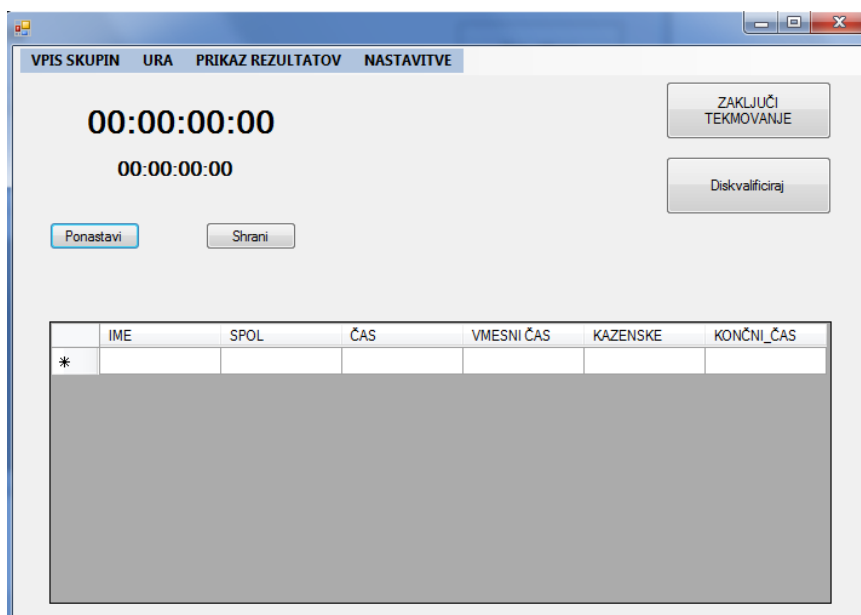 VPIS SKUPIN URA PRIKAZ REZULTATOV NASTAVITVE
00:00:00:00
ZAKLJUČI
TEKMOVANJE
00:00:00:00
Diskvalificiraj
Ponastavi Shrani
IME SPOL ČAS VMESNI ČAS KAZENSKE KONČNI_ČAS